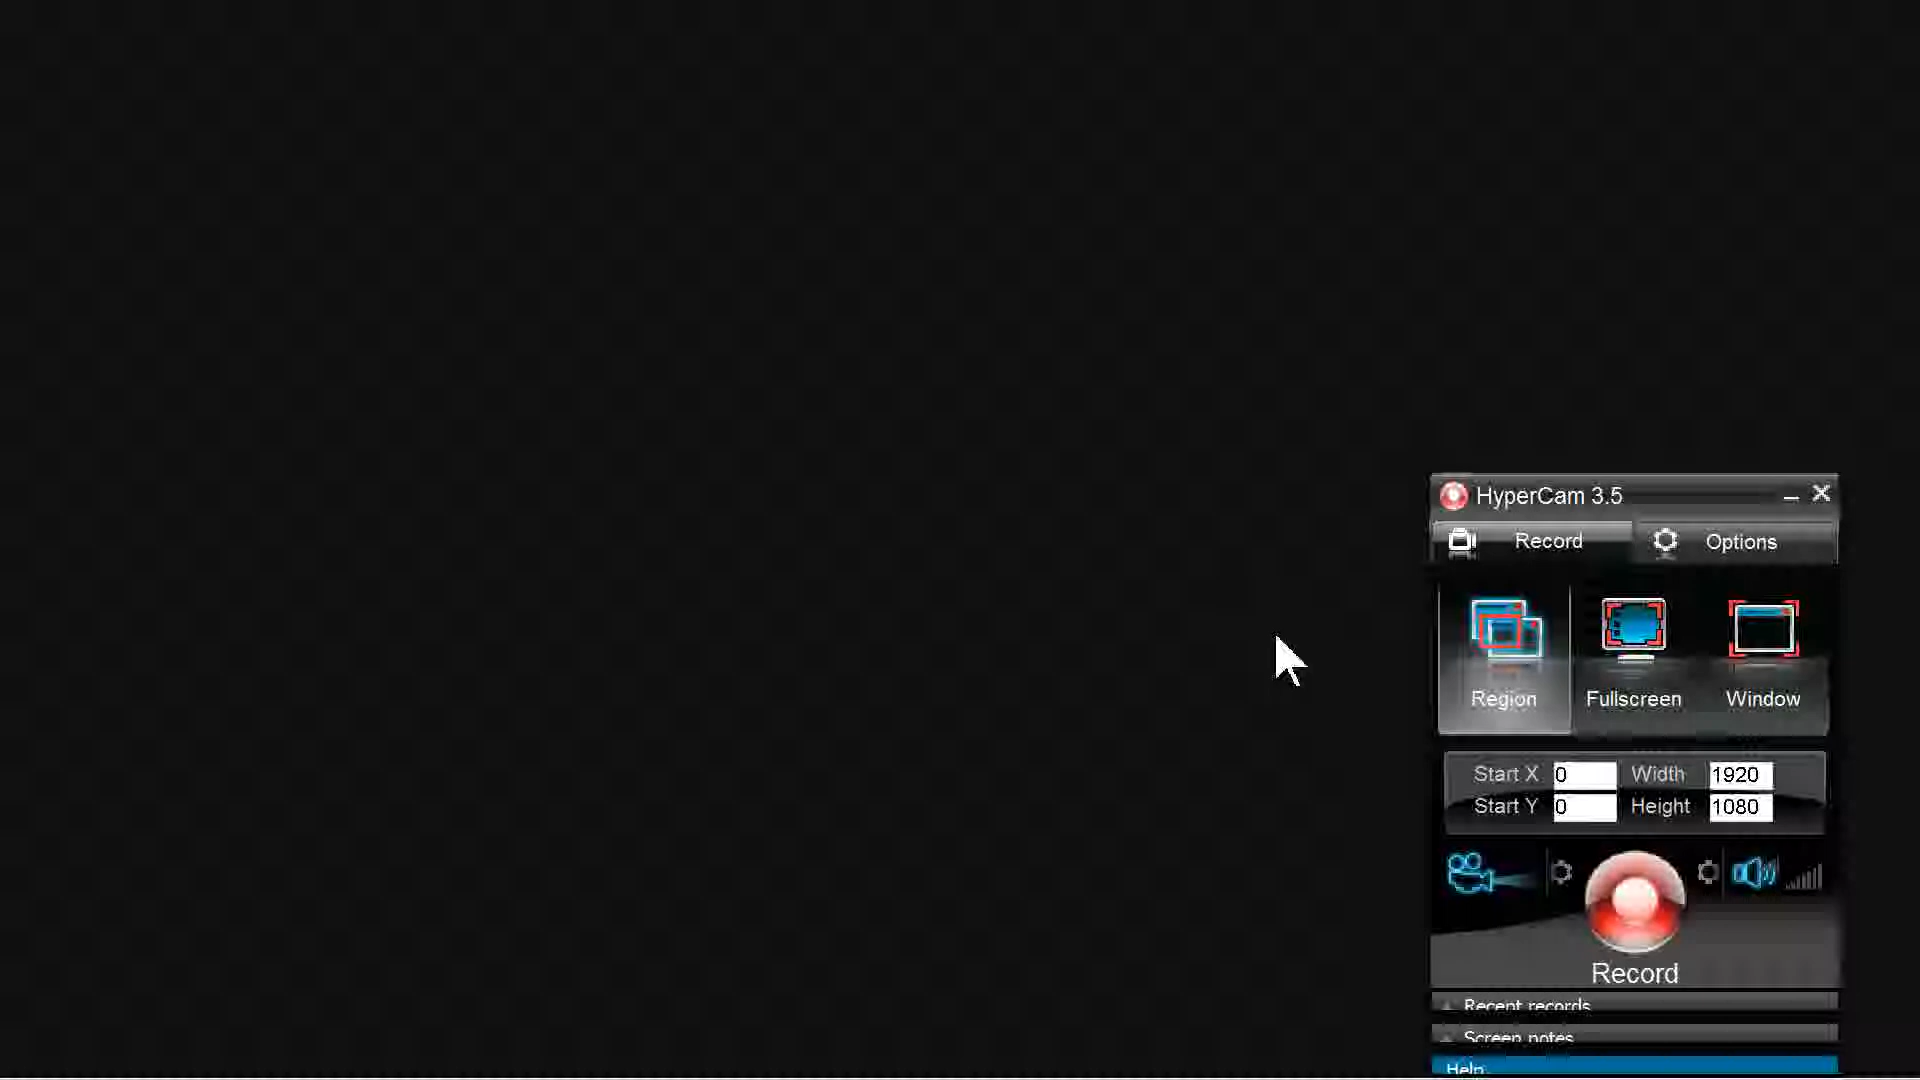 HyperCam 3.5
Record
Options
Region
Fullscreen
Window
Start X 0 Width 1920
Start Y 0 Height 1080
Record
Recent records
Screen notes
Help